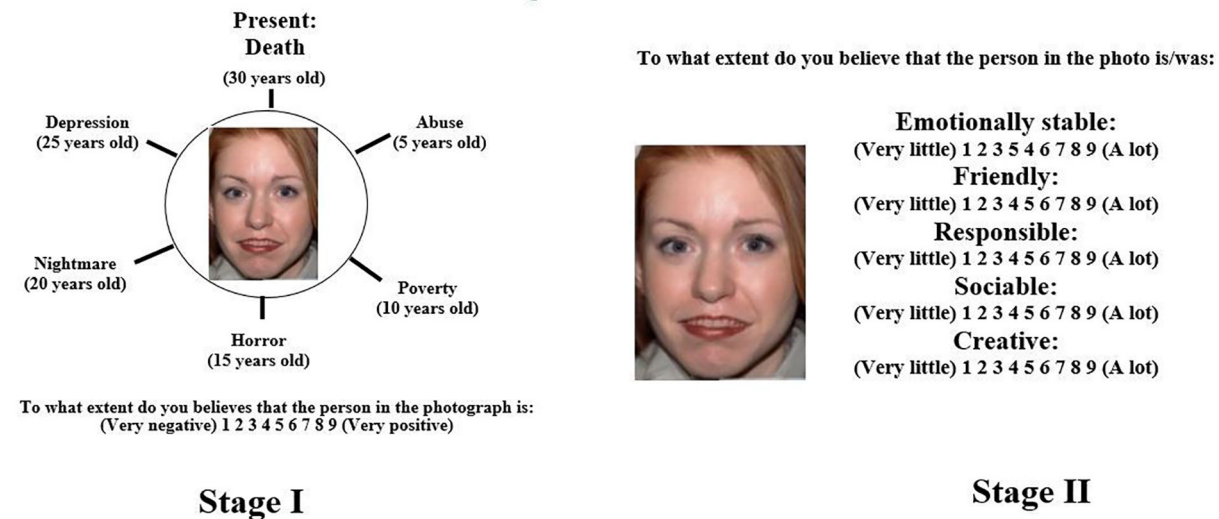 Present:
Death
(30 years old)
Abuse
(5 years old)
Poverty
(10 years old)
Horror
(15 years old)
Nightmare
(20 years old)
Depression
(25 years old)
To what extent do you believes that the person in the photograph is:
(Very negative) 1 2 3 4 5 6 7 8 9 (Very positive)
Stage I
To what extent do you believe that the person in the photo is/was:
Emotionally stable:
(Very little) 1 2 3 5 4 6 7 8 9 (A lot)
Friendly:
(Very little) 1 2 3 4 5 6 7 8 9 (A lot)
Responsible:
(Very little) 1 2 3 4 5 6 7 8 9 (A lot)
Sociable:
(Very little) 1 2 3 4 5 6 7 8 9 (A lot)
Creative:
(Very little) 1 2 3 4 5 6 7 8 9 (A lot)
Stage II